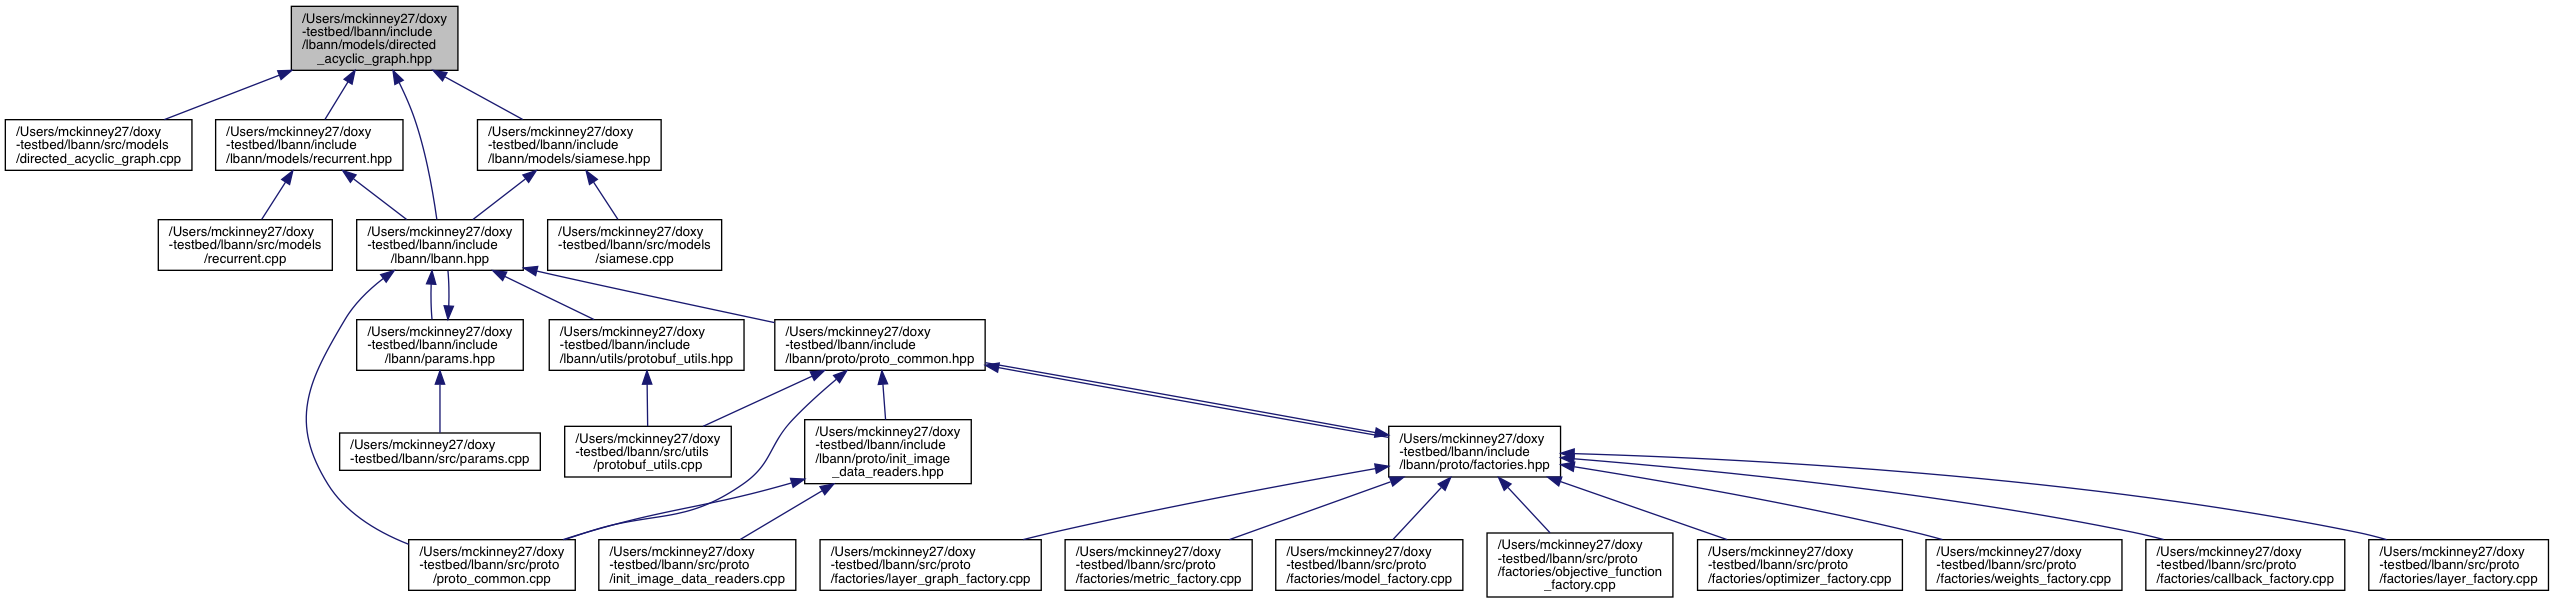 /Users/mckinney27/doxy
-testbed/lbann/include
/lbann/models/directed
_acyclic_graph.hpp
/Users/mckinney27/doxy
-testbed/lbann/src/models
/directed_acyclic_graph.cpp
/Users/mckinney27/doxy
-testbed/lbann/include
/lbann/models/recurrent.hpp
/Users/mckinney27/doxy
-testbed/lbann/include
/lbann/models/siamese.hpp
/Users/mckinney27/doxy
-testbed/lbann/src/models
/recurrent.cpp
/Users/mckinney27/doxy
-testbed/lbann/include
/lbann/lbann.hpp
/Users/mckinney27/doxy
-testbed/lbann/src/models
/siamese.cpp
/Users/mckinney27/doxy
-testbed/lbann/include
/lbann/params.hpp
/Users/mckinney27/doxy
-testbed/lbann/include
/lbann/utils/protobuf_utils.hpp
/Users/mckinney27/doxy
-testbed/lbann/include
/lbann/proto/proto_common.hpp
/Users/mckinney27/doxy
-testbed/lbann/src/params.cpp
/Users/mckinney27/doxy
-testbed/lbann/src/utils
/protobuf_utils.cpp
/Users/mckinney27/doxy
-testbed/lbann/include
/lbann/proto/init_image
_data_readers.hpp
/Users/mckinney27/doxy
-testbed/lbann/include
/lbann/proto/factories.hpp
/Users/mckinney27/doxy
-testbed/lbann/src/proto
/proto_common.cpp
/Users/mckinney27/doxy
-testbed/lbann/src/proto
/init_image_data_readers.cpp
/Users/mckinney27/doxy
-testbed/lbann/src/proto
/factories/layer_graph_factory.cpp
/Users/mckinney27/doxy
-testbed/lbann/src/proto
/factories/metric_factory.cpp
/Users/mckinney27/doxy
-testbed/lbann/src/proto
/factories/model_factory.cpp
/Users/mckinney27/doxy
-testbed/lbann/src/proto
/factories/objective_function
_factory.cpp
/Users/mckinney27/doxy
-testbed/lbann/src/proto
/factories/optimizer_factory.cpp
/Users/mckinney27/doxy
-testbed/lbann/src/proto
/factories/weights_factory.cpp
/Users/mckinney27/doxy
-testbed/lbann/src/proto
/factories/callback_factory.cpp
/Users/mckinney27/doxy
-testbed/lbann/src/proto
/factories/layer_factory.cpp